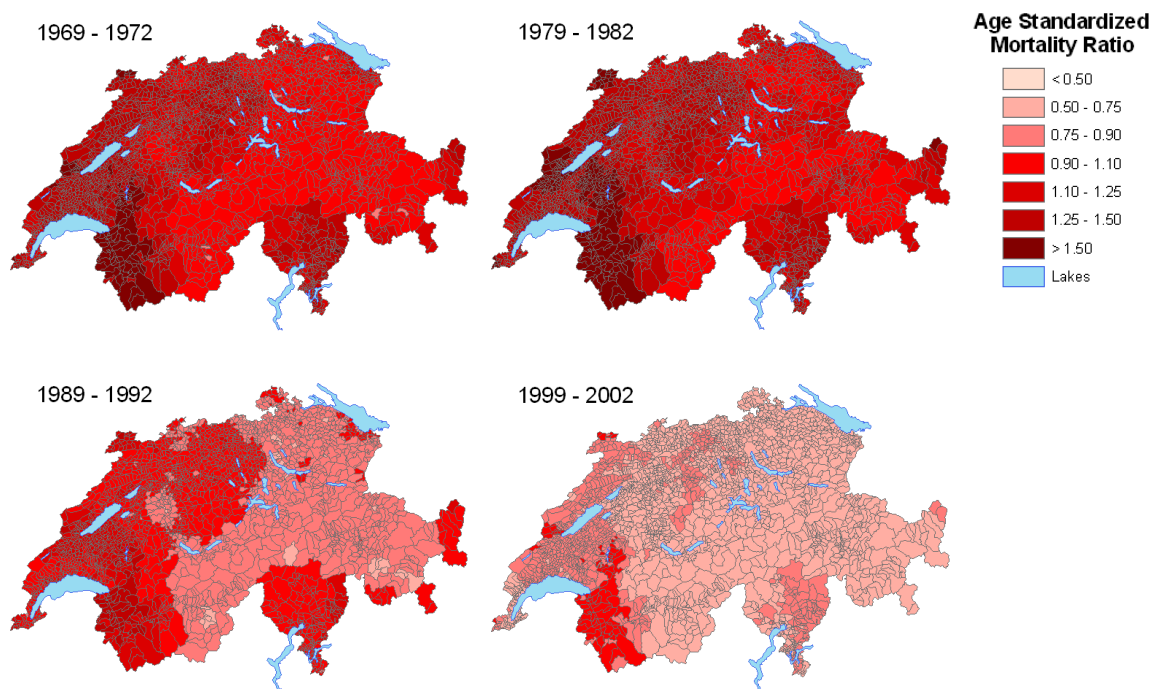 1969 - 1972
1979 - 1982
Age Standardized
Mortality Ratio
< 0.50
0.50 - 0.75
0.75 - 0.90
0.90 - 1.10
1.10 - 1.25
1.25 - 1.50
> 1.50
Lakes
1989 - 1992
1999 - 2002